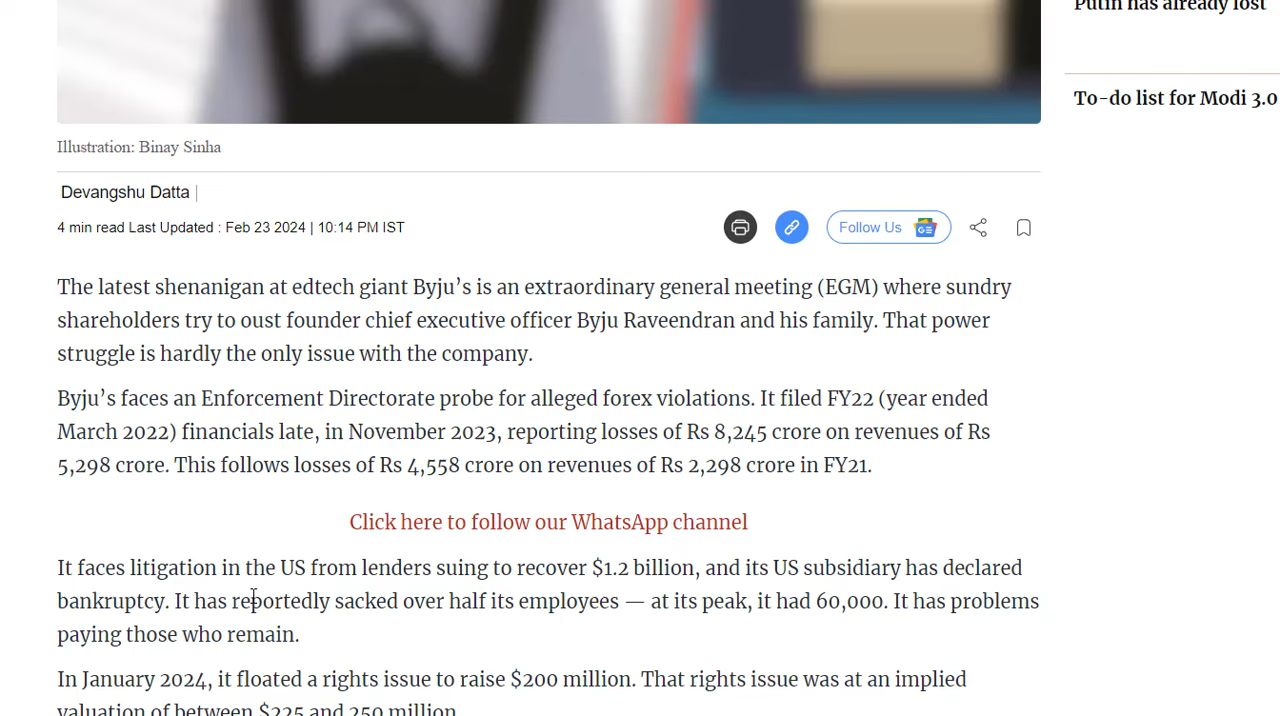 Putin has already lost
To-do list for Modi 3.0
Illustration: Binay Sinha
Devangshu Datta |
4 min read Last Updated : Feb 23 2024 | 10:14 PM IST
Follow Us
The latest shenanigan at edtech giant Byju’s is an extraordinary general meeting (EGM) where sundry
shareholders try to oust founder chief executive officer Byju Raveendran and his family. That power
struggle is hardly the only issue with the company.
Byju’s faces an Enforcement Directorate probe for alleged forex violations. It filed FY22 (year ended
March 2022) financials late, in November 2023, reporting losses of Rs 8,245 crore on revenues of Rs
5,298 crore. This follows losses of Rs 4,558 crore on revenues of Rs 2,298 crore in FY21.
Click here to follow our WhatsApp channel
It faces litigation in the US from lenders suing to recover $1.2 billion, and its US subsidiary has declared
bankruptcy. It has reportedly sacked over half its employees — at its peak, it had 60,000. It has problems
paying those who remain.
In January 2024, it floated a rights issue to raise $200 million. That rights issue was at an implied
valuation of between $225 and 250 million.